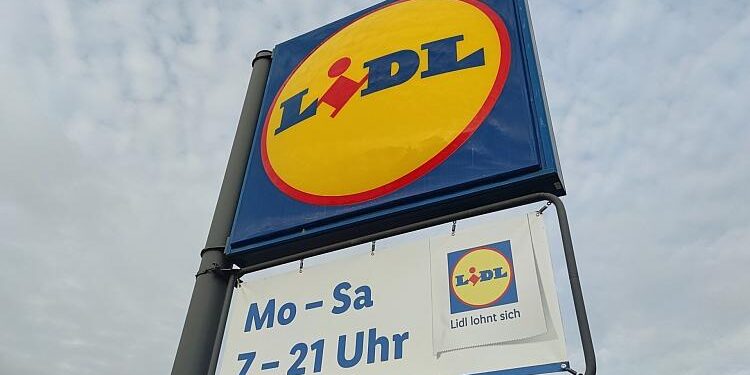 LiDL
Mo – Sa
7 – 21 Uhr
LiDL
Lidl lohnt sich